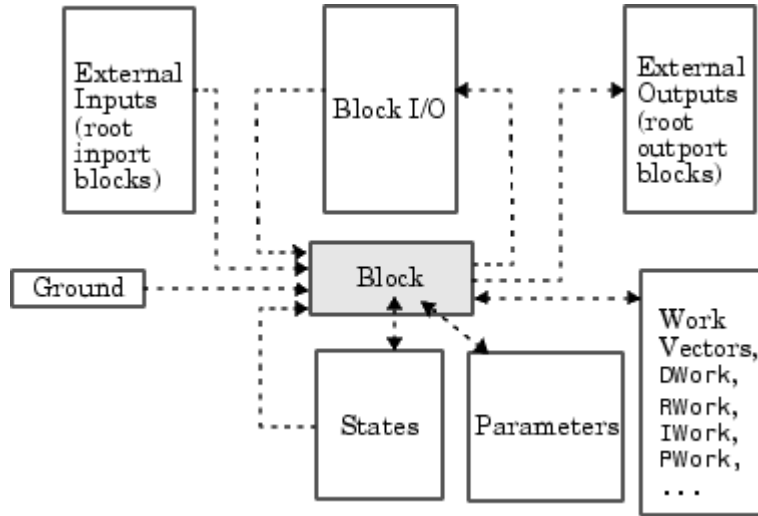 External
Inputs
(root
inport
blocks)
Block I/O
External
Outputs
(root
outport
blocks)
Ground
Block
States
Parameters
Work
Vectors,
DWork,
RWork,
IWork,
PWork,
...